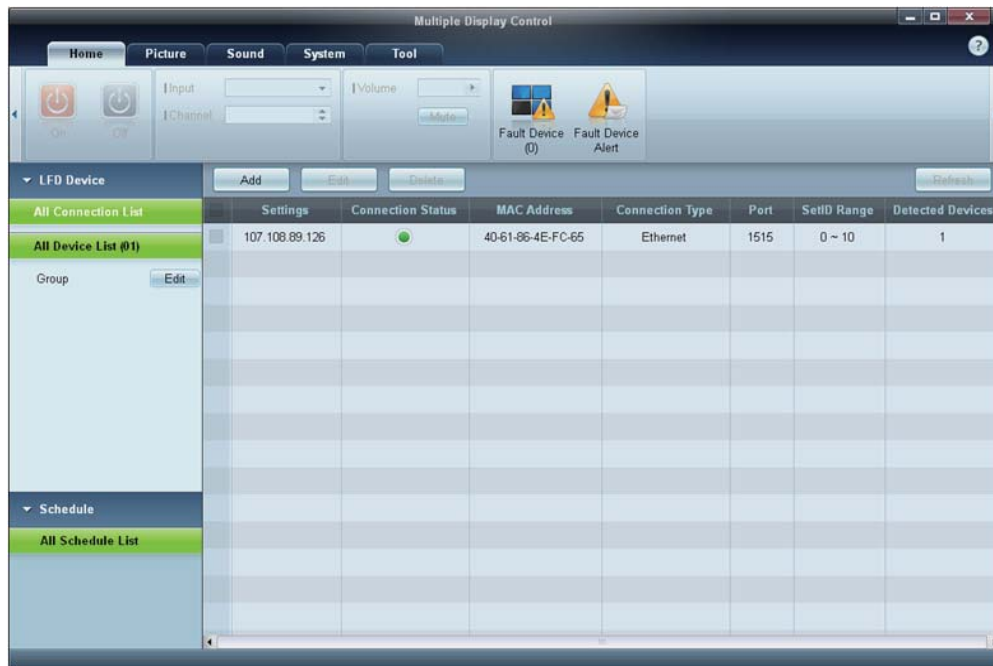 Multiple Display Control
Home Picture Sound System Tool
Input
Channel
On Off
Volume
Mute
Fault Device (0)
Fault Device Alert
LFD Device
Add Edit Delete Refresh
All Connection List
Settings Connection Status MAC Address Connection Type Port SetID Range Detected Devices
107.108.89.126 40-61-86-4E-FC-65 Ethernet 1515 0 ~ 10 1
All Device List (01)
Group Edit
Schedule
All Schedule List